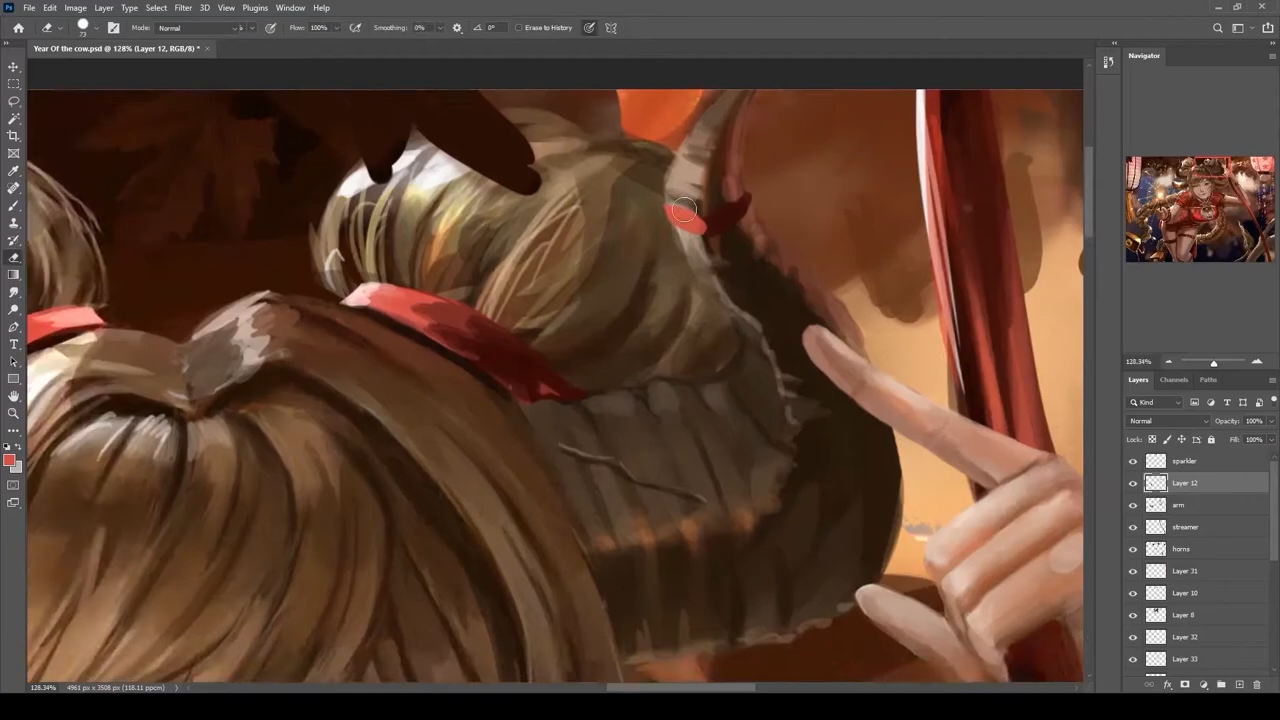 Ps File Edit Image Layer Type Select Filter 3D View Plugins Window Help
73 Mode: Normal Flow: 100% Smoothing: 0% 0° Erase to History
Year Of the cow.psd @ 128% (Layer 12, RGB/8) *
Navigator
128.34%
Layers Channels Paths
Kind
Normal Opacity: 100%
Lock: Fill: 100%
sparkler
Layer 12
arm
streamer
horns
Layer 31
Layer 10
Layer 8
Layer 32
Layer 33
128.34% 4961 px x 3508 px (118.11 ppcm)